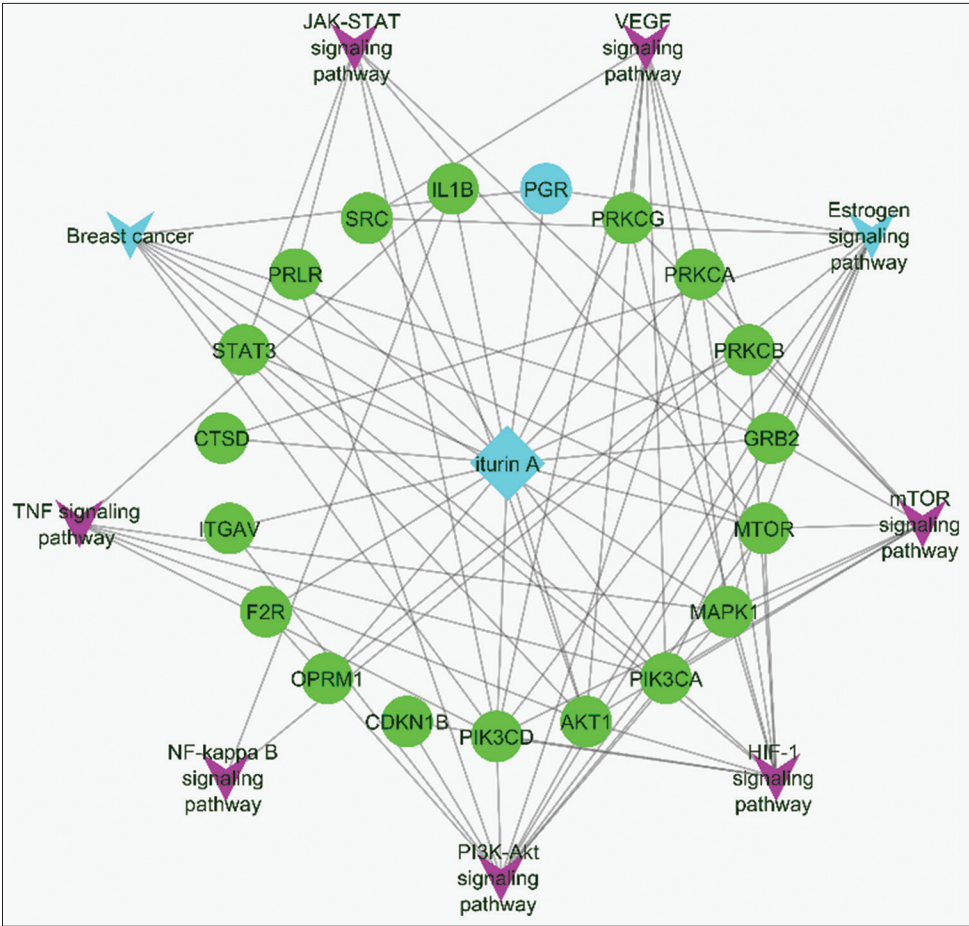 JAK-STAT
signaling
pathway
VEGF
signaling
pathway
IL1B
PGR
SRC
PRKCG
Breast cancer
Estrogen
signaling
pathway
PRLR
PRKCA
STAT3
PRKCB
CTSD
GRB2
iturin A
TNF signaling
pathway
ITGAV
MTOR
mTOR
signaling
pathway
F2R
MAPK1
OPRM1
PIK3CA
CDKN1B
PIK3CD
AKT1
NF-kappa B
signaling
pathway
HIF-1
signaling
pathway
PI3K-Akt
signaling
pathway